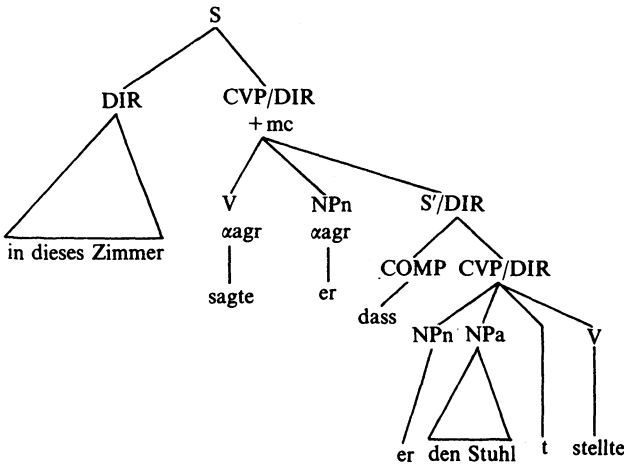 S
DIR CVP/DIR
+mc
V NPn S′/DIR
αagr αagr
in dieses Zimmer
sagte er COMP CVP/DIR
dass
NPn NPa V
er den Stuhl t stellte